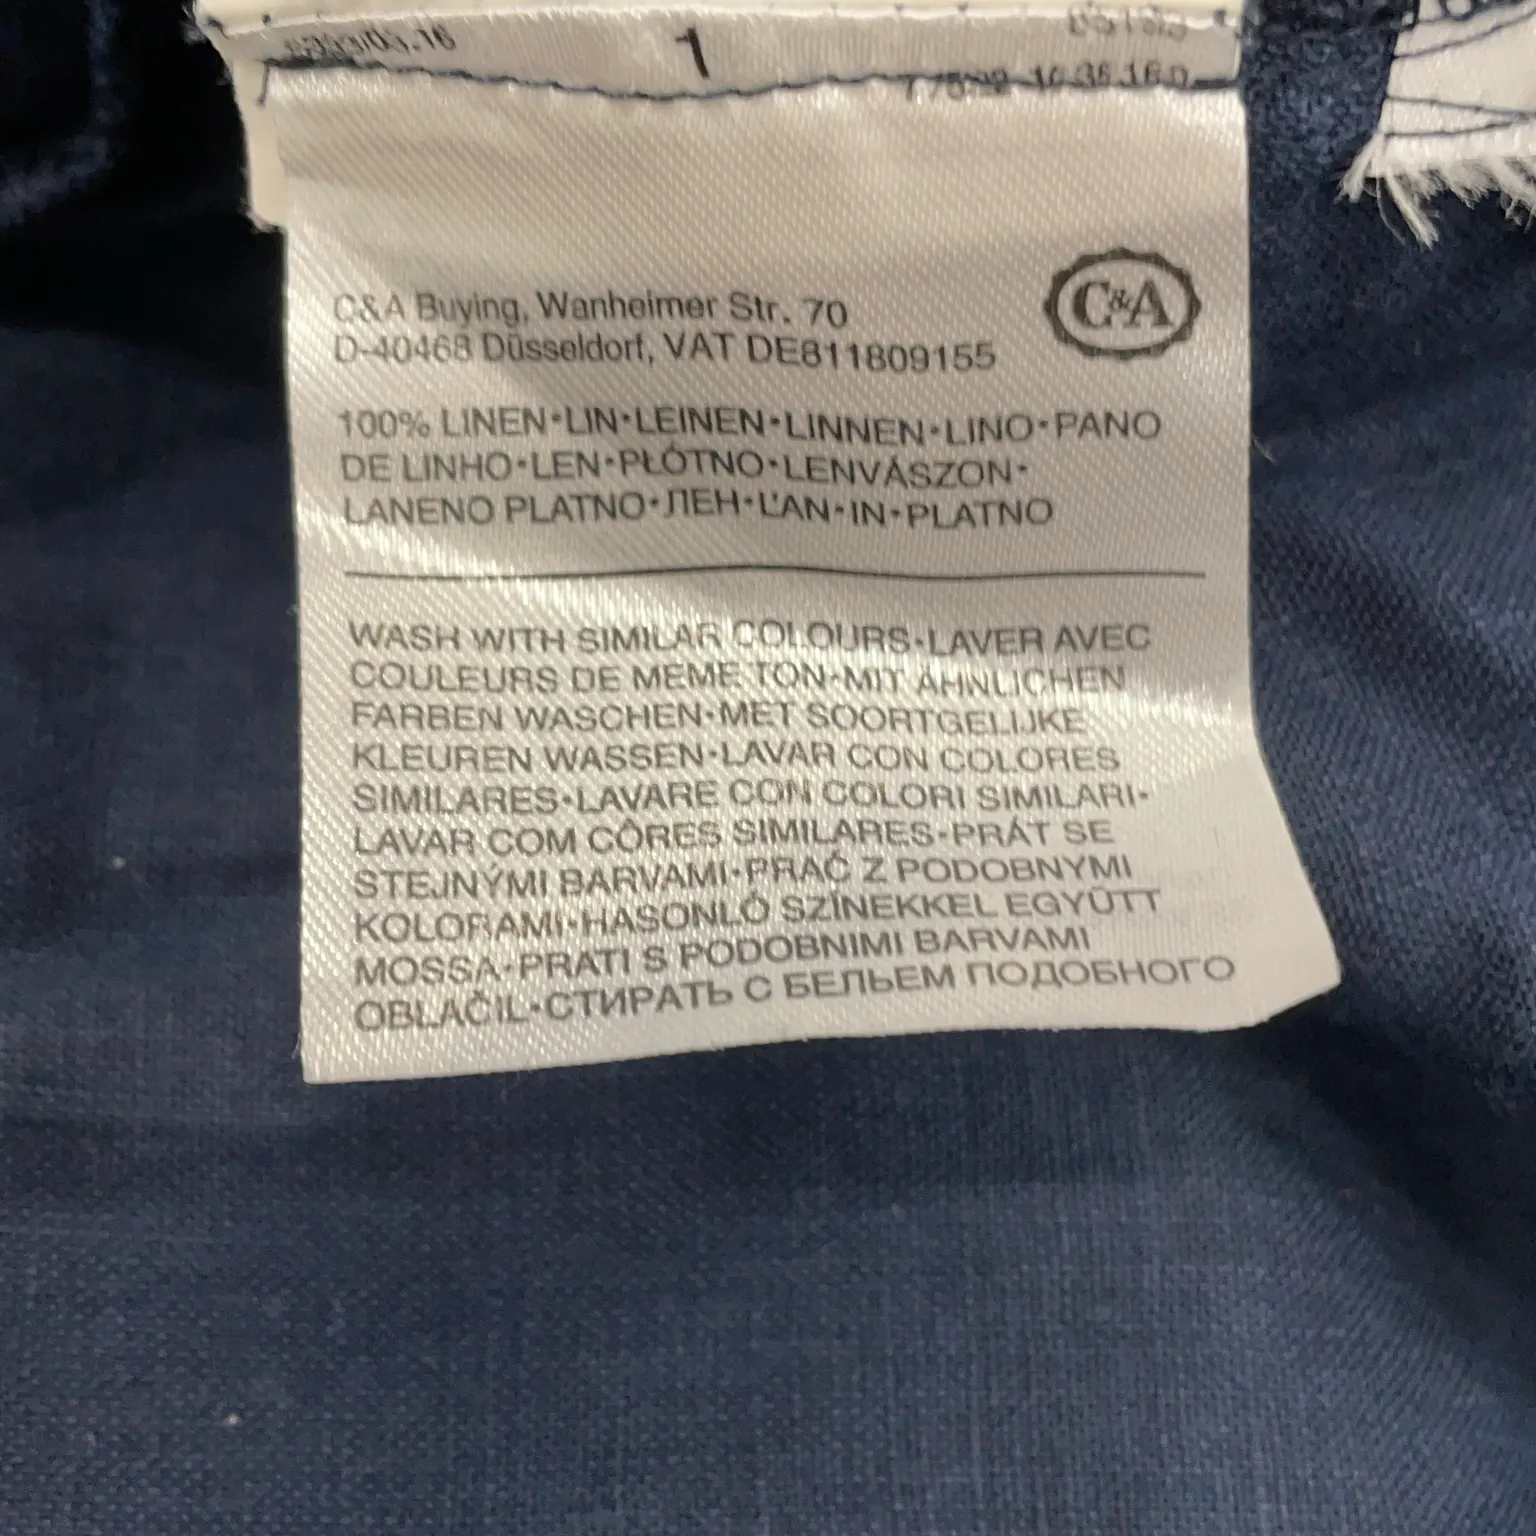 1
C&A
C&A Buying, Wanheimer Str. 70
D-40468 Düsseldorf, VAT DE811809155
100% LINEN•LIN•LEINEN•LINNEN•LINO•PANO
DE LINHO•LEN•PŁÓTNO•LENVÁSZON•
LANENO PLATNO•ЛЕН•ĽAN•IN•PLATNO
WASH WITH SIMILAR COLOURS•LAVER AVEC
COULEURS DE MEME TON•MIT ÄHNLICHEN
FARBEN WASCHEN•MET SOORTGELIJKE
KLEUREN WASSEN•LAVAR CON COLORES
SIMILARES•LAVARE CON COLORI SIMILARI•
LAVAR COM CÔRES SIMILARES•PRÁT SE
STEJNÝMI BARVAMI•PRAĆ Z PODOBNYMI
KOLORAMI•HASONLÓ SZÍNEKKEL EGYÜTT
MOSSA•PRATI S PODOBNIMI BARVAMI
OBLAČIL•СТИРАТЬ С БЕЛЬЕМ ПОДОБНОГО